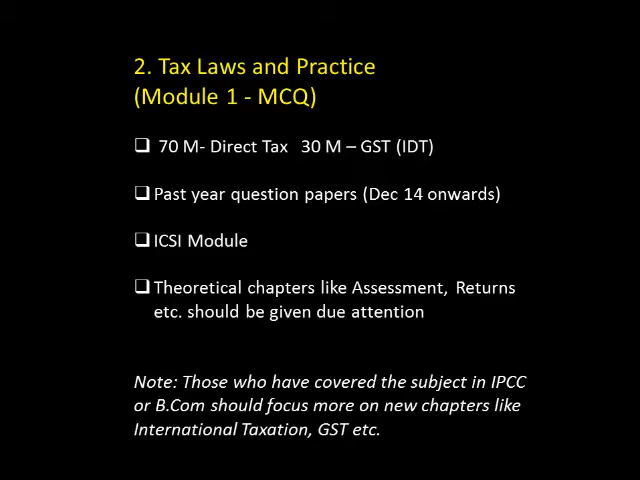 2. Tax Laws and Practice
(Module 1 - MCQ)
❑ 70 M- Direct Tax 30 M – GST (IDT)
❑ Past year question papers (Dec 14 onwards)
❑ ICSI Module
❑ Theoretical chapters like Assessment, Returns
etc. should be given due attention
Note: Those who have covered the subject in IPCC
or B.Com should focus more on new chapters like
International Taxation, GST etc.